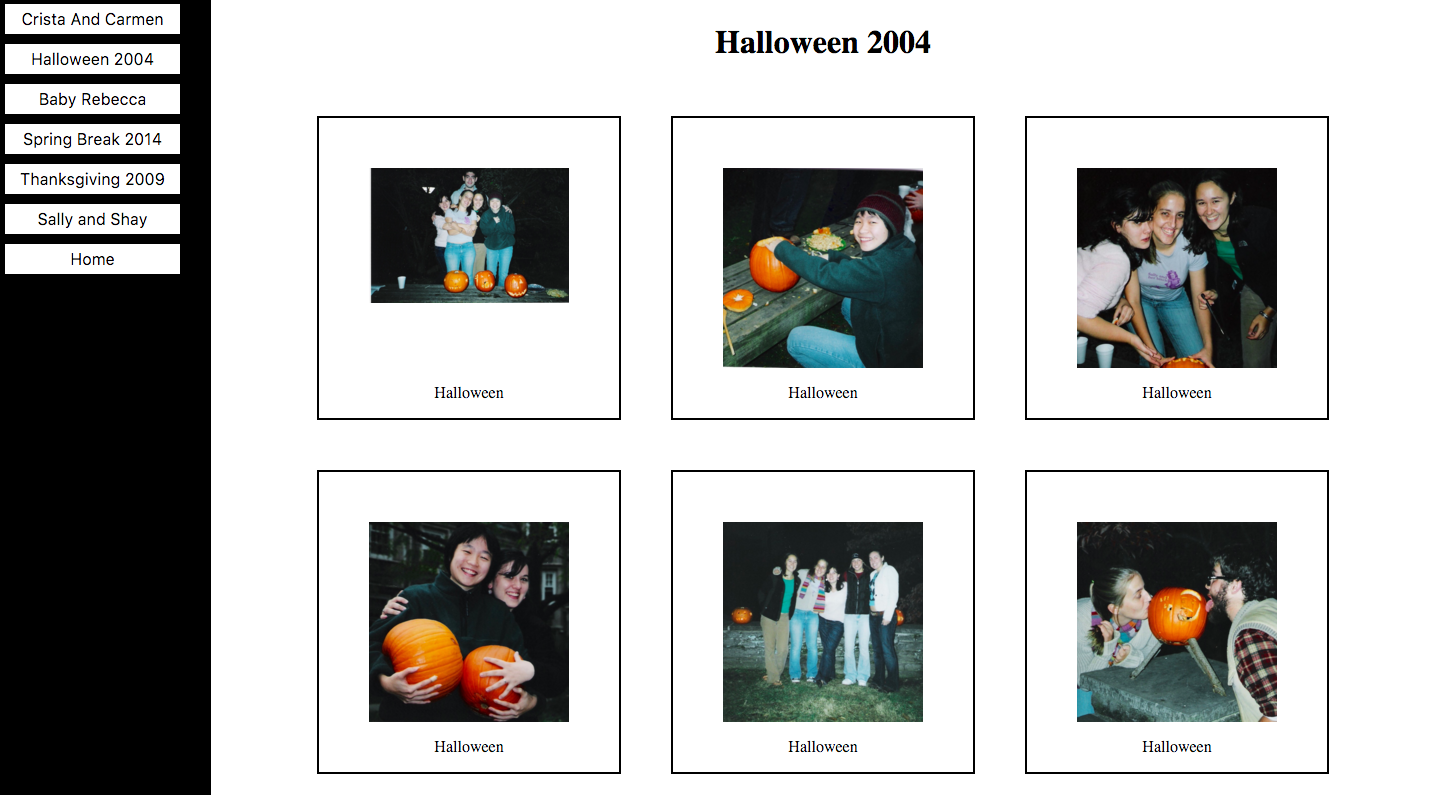 Crista And Carmen
Halloween 2004
Baby Rebecca
Spring Break 2014
Thanksgiving 2009
Sally and Shay
Home
Halloween 2004
Halloween
Halloween
Halloween
Halloween
Halloween
Halloween